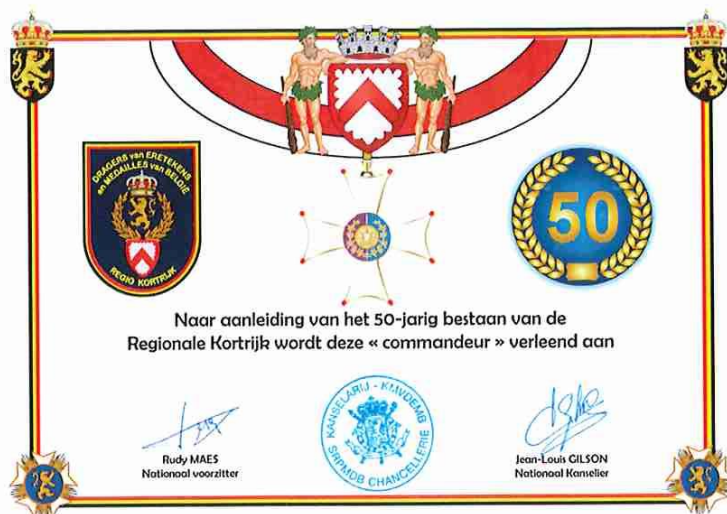 DRAGERS van ERETEKENS
en MEDAILLES van BELGIË
REGIO KORTRIJK
50
Naar aanleiding van het 50-jarig bestaan van de
Regionale Kortrijk wordt deze « commandeur » verleend aan
KANSELARIJ - KMVDEMB
SRPMDB CHANCELLERIE
Rudy MAES
Nationaal voorzitter
Jean-Louis GILSON
Nationaal Kanselier